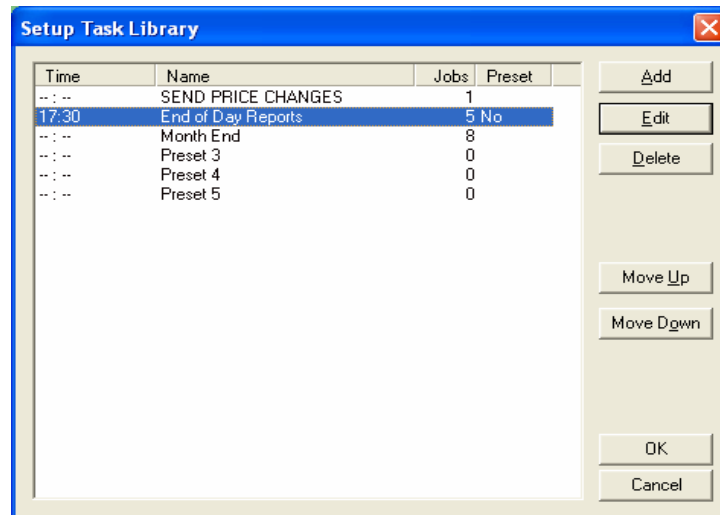 Setup Task Library
Time Name Jobs Preset
-- : -- SEND PRICE CHANGES 1
17:30 End of Day Reports 5 No
-- : -- Month End 8
-- : -- Preset 3 0
-- : -- Preset 4 0
-- : -- Preset 5 0
Add
Edit
Delete
Move Up
Move Down
OK
Cancel